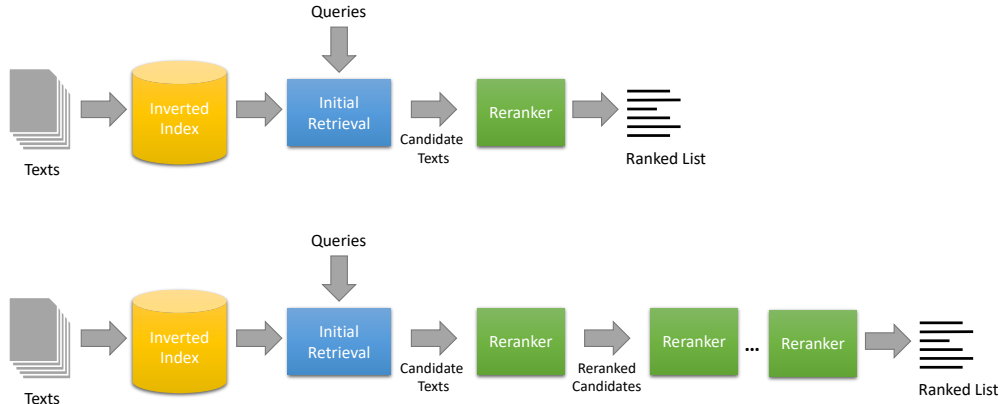 Queries
Inverted
Index
Initial
Retrieval
Reranker
Candidate
Texts
Ranked List
Texts
Queries
Inverted
Index
Initial
Retrieval
Reranker
Reranker
...
Reranker
Candidate
Texts
Reranked
Candidates
Ranked List
Texts